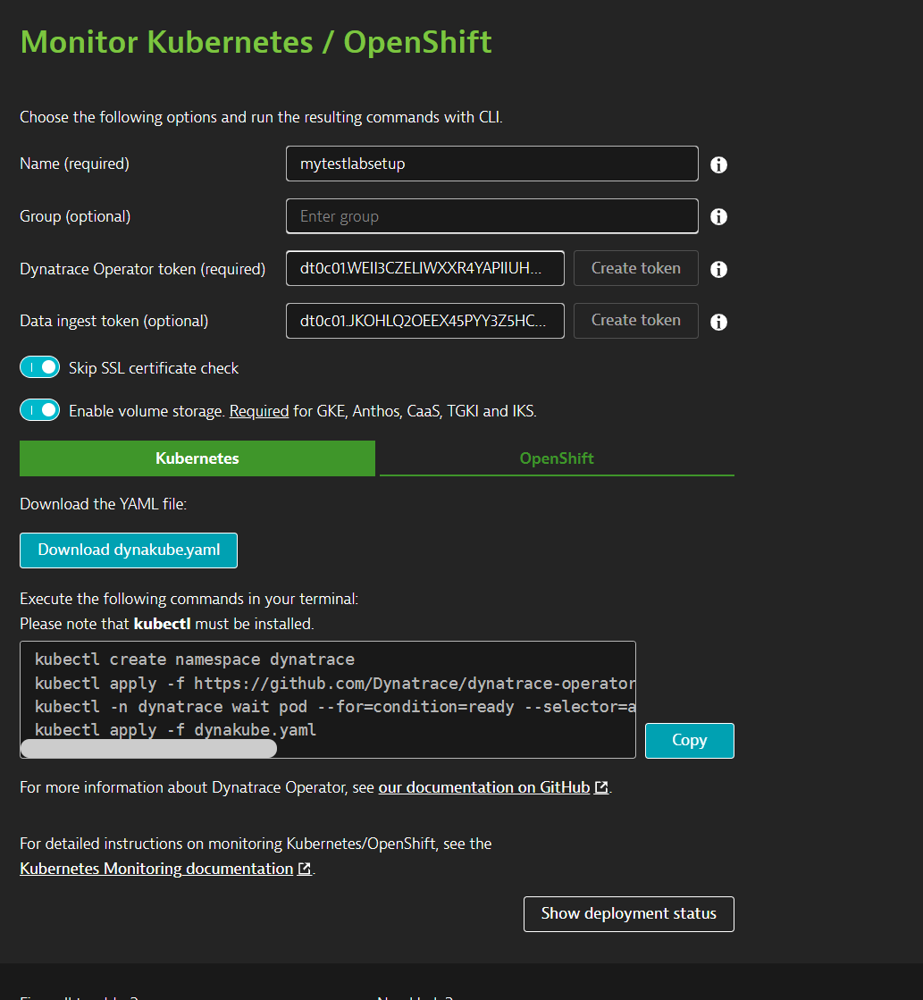 Monitor Kubernetes / OpenShift
Choose the following options and run the resulting commands with CLI.
Name (required)
mytestlabsetup
Group (optional)
Enter group
Dynatrace Operator token (required)
dt0c01.WEII3CZELIWXXR4YAPIIUH...
Create token
Data ingest token (optional)
dt0c01.JKOHLQ2OEEX45PYY3Z5HC...
Create token
Skip SSL certificate check
Enable volume storage. Required for GKE, Anthos, CaaS, TGKI and IKS.
Kubernetes
OpenShift
Download the YAML file:
Download dynakube.yaml
Execute the following commands in your terminal:
Please note that kubectl must be installed.
kubectl create namespace dynatrace
kubectl apply -f https://github.com/Dynatrace/dynatrace-operator
kubectl -n dynatrace wait pod --for=condition=ready --selector=a
kubectl apply -f dynakube.yaml
Copy
For more information about Dynatrace Operator, see our documentation on GitHub.
For detailed instructions on monitoring Kubernetes/OpenShift, see the
Kubernetes Monitoring documentation.
Show deployment status